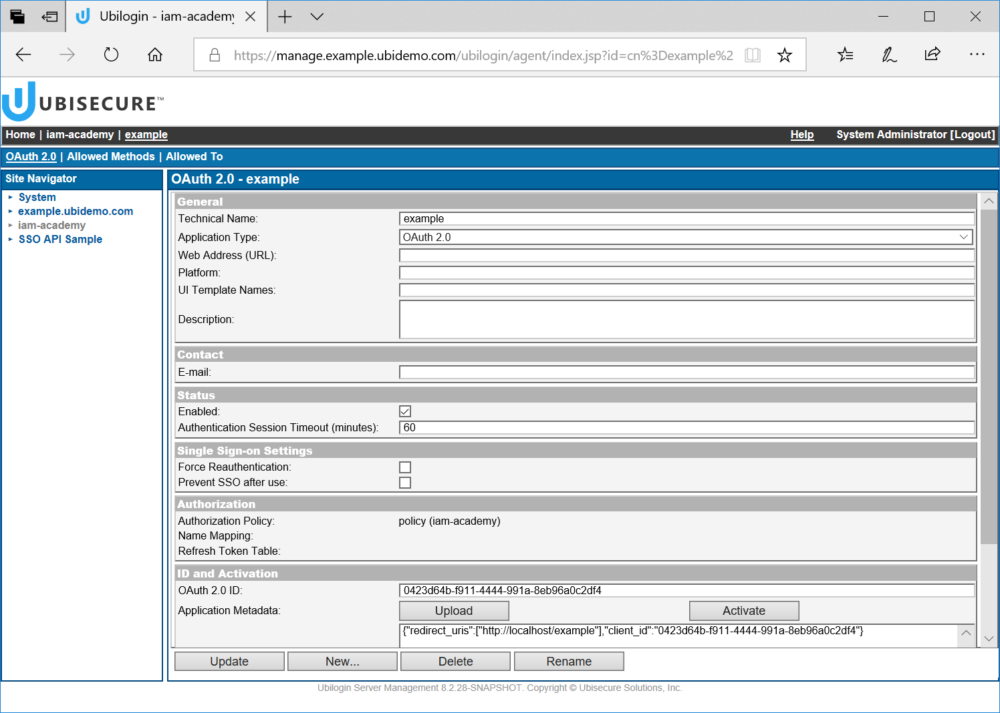 Ubilogin - iam-academy
https://manage.example.ubidemo.com/ubilogin/agent/index.jsp?id=cn%3Dexample%2
UBISECURE™
Home | iam-academy | example
Help System Administrator [Logout]
OAuth 2.0 | Allowed Methods | Allowed To
Site Navigator
System
example.ubidemo.com
iam-academy
SSO API Sample
OAuth 2.0 - example
General
Technical Name: example
Application Type: OAuth 2.0
Web Address (URL):
Platform:
UI Template Names:
Description:
Contact
E-mail:
Status
Enabled:
Authentication Session Timeout (minutes): 60
Single Sign-on Settings
Force Reauthentication:
Prevent SSO after use:
Authorization
Authorization Policy: policy (iam-academy)
Name Mapping:
Refresh Token Table:
ID and Activation
OAuth 2.0 ID: 0423d64b-f911-4444-991a-8eb96a0c2df4
Application Metadata: Upload Activate
{"redirect_uris":["http://localhost/example"],"client_id":"0423d64b-f911-4444-991a-8eb96a0c2df4"}
Update New... Delete Rename
Ubilogin Server Management 8.2.28-SNAPSHOT. Copyright © Ubisecure Solutions, Inc.